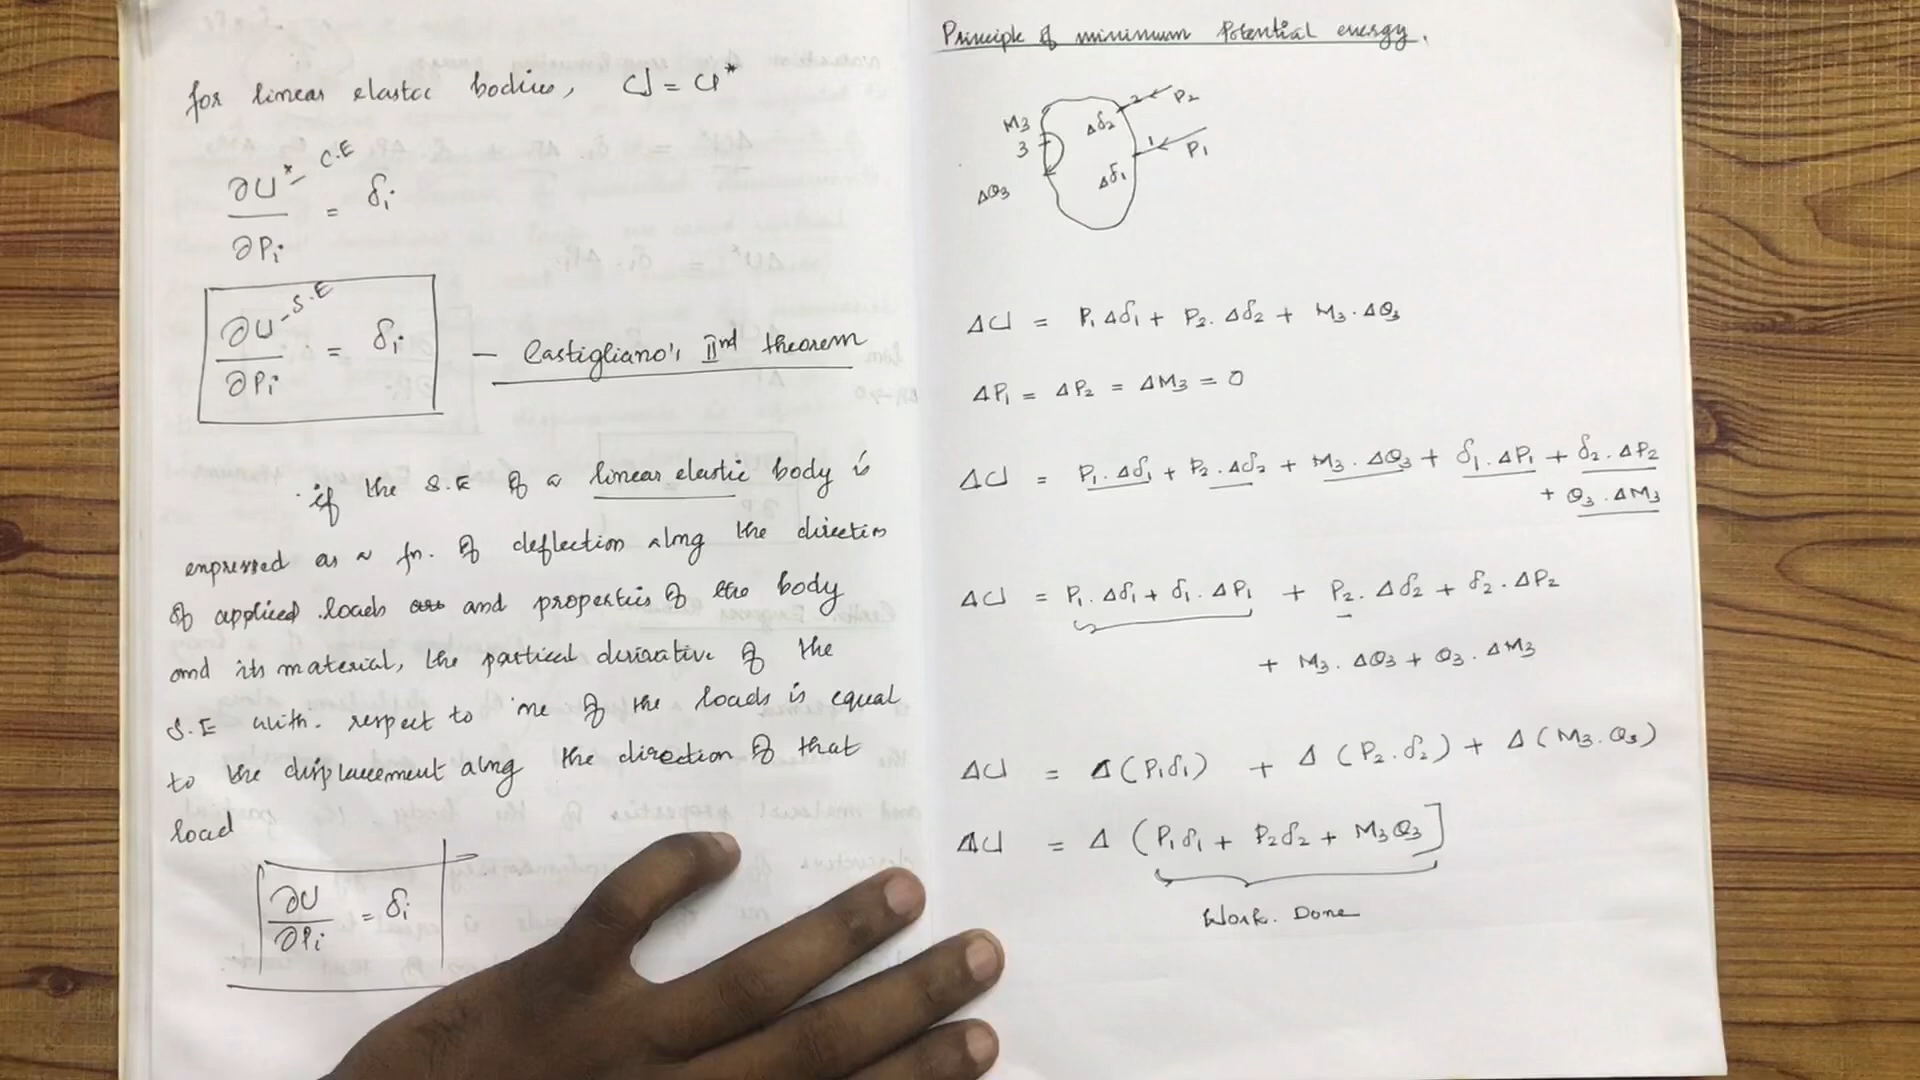 for linear elastic bodies, U = U*
∂U* - C.E
/ ∂Pi = δi
∂U - S.E
/ ∂Pi = δi — Castigliano's IInd theorem
if the S.E of a linear elastic body is
expressed as a fn. of deflection along the direction
of applied loads and properties of the body
and its material, the partical derivative of the
S.E with. respect to one of the loads is equal
to the displacement along the direction of that
load
∂U / ∂Pi = δi
Principle of minimum Potential energy.
2 P2
M3 Δδ2
3 1 P1
Δθ3 Δδ1
ΔU = P1 Δδ1 + P2. Δδ2 + M3. Δθ3
ΔP1 = ΔP2 = ΔM3 = 0
ΔU = P1. Δδ1 + P2. Δδ2 + M3. Δθ3 + δ1. ΔP1 + δ2. ΔP2
+ θ3. ΔM3
ΔU = P1. Δδ1 + δ1. ΔP1 + P2. Δδ2 + δ2. ΔP2
+ M3. Δθ3 + θ3. ΔM3
ΔU = Δ(P1δ1) + Δ(P2. δ2) + Δ(M3. θ3)
ΔU = Δ (P1δ1 + P2δ2 + M3θ3]
Work. Done